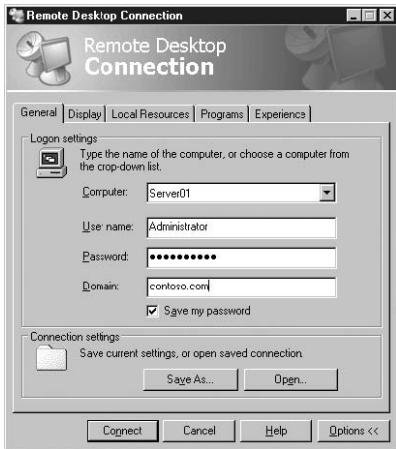 Remote Desktop Connection
Remote Desktop
Connection
General Display Local Resources Programs Experience
Logon settings
Type the name of the computer, or choose a computer from
the crop-down list.
Computer: Server01
User name: Administrator
Password: ●●●●●●●●●●
Domain: contoso.com
Save my password
Connection settings
Save current settings, or open saved connection.
Save As... Open...
Connect Cancel Help Options <<